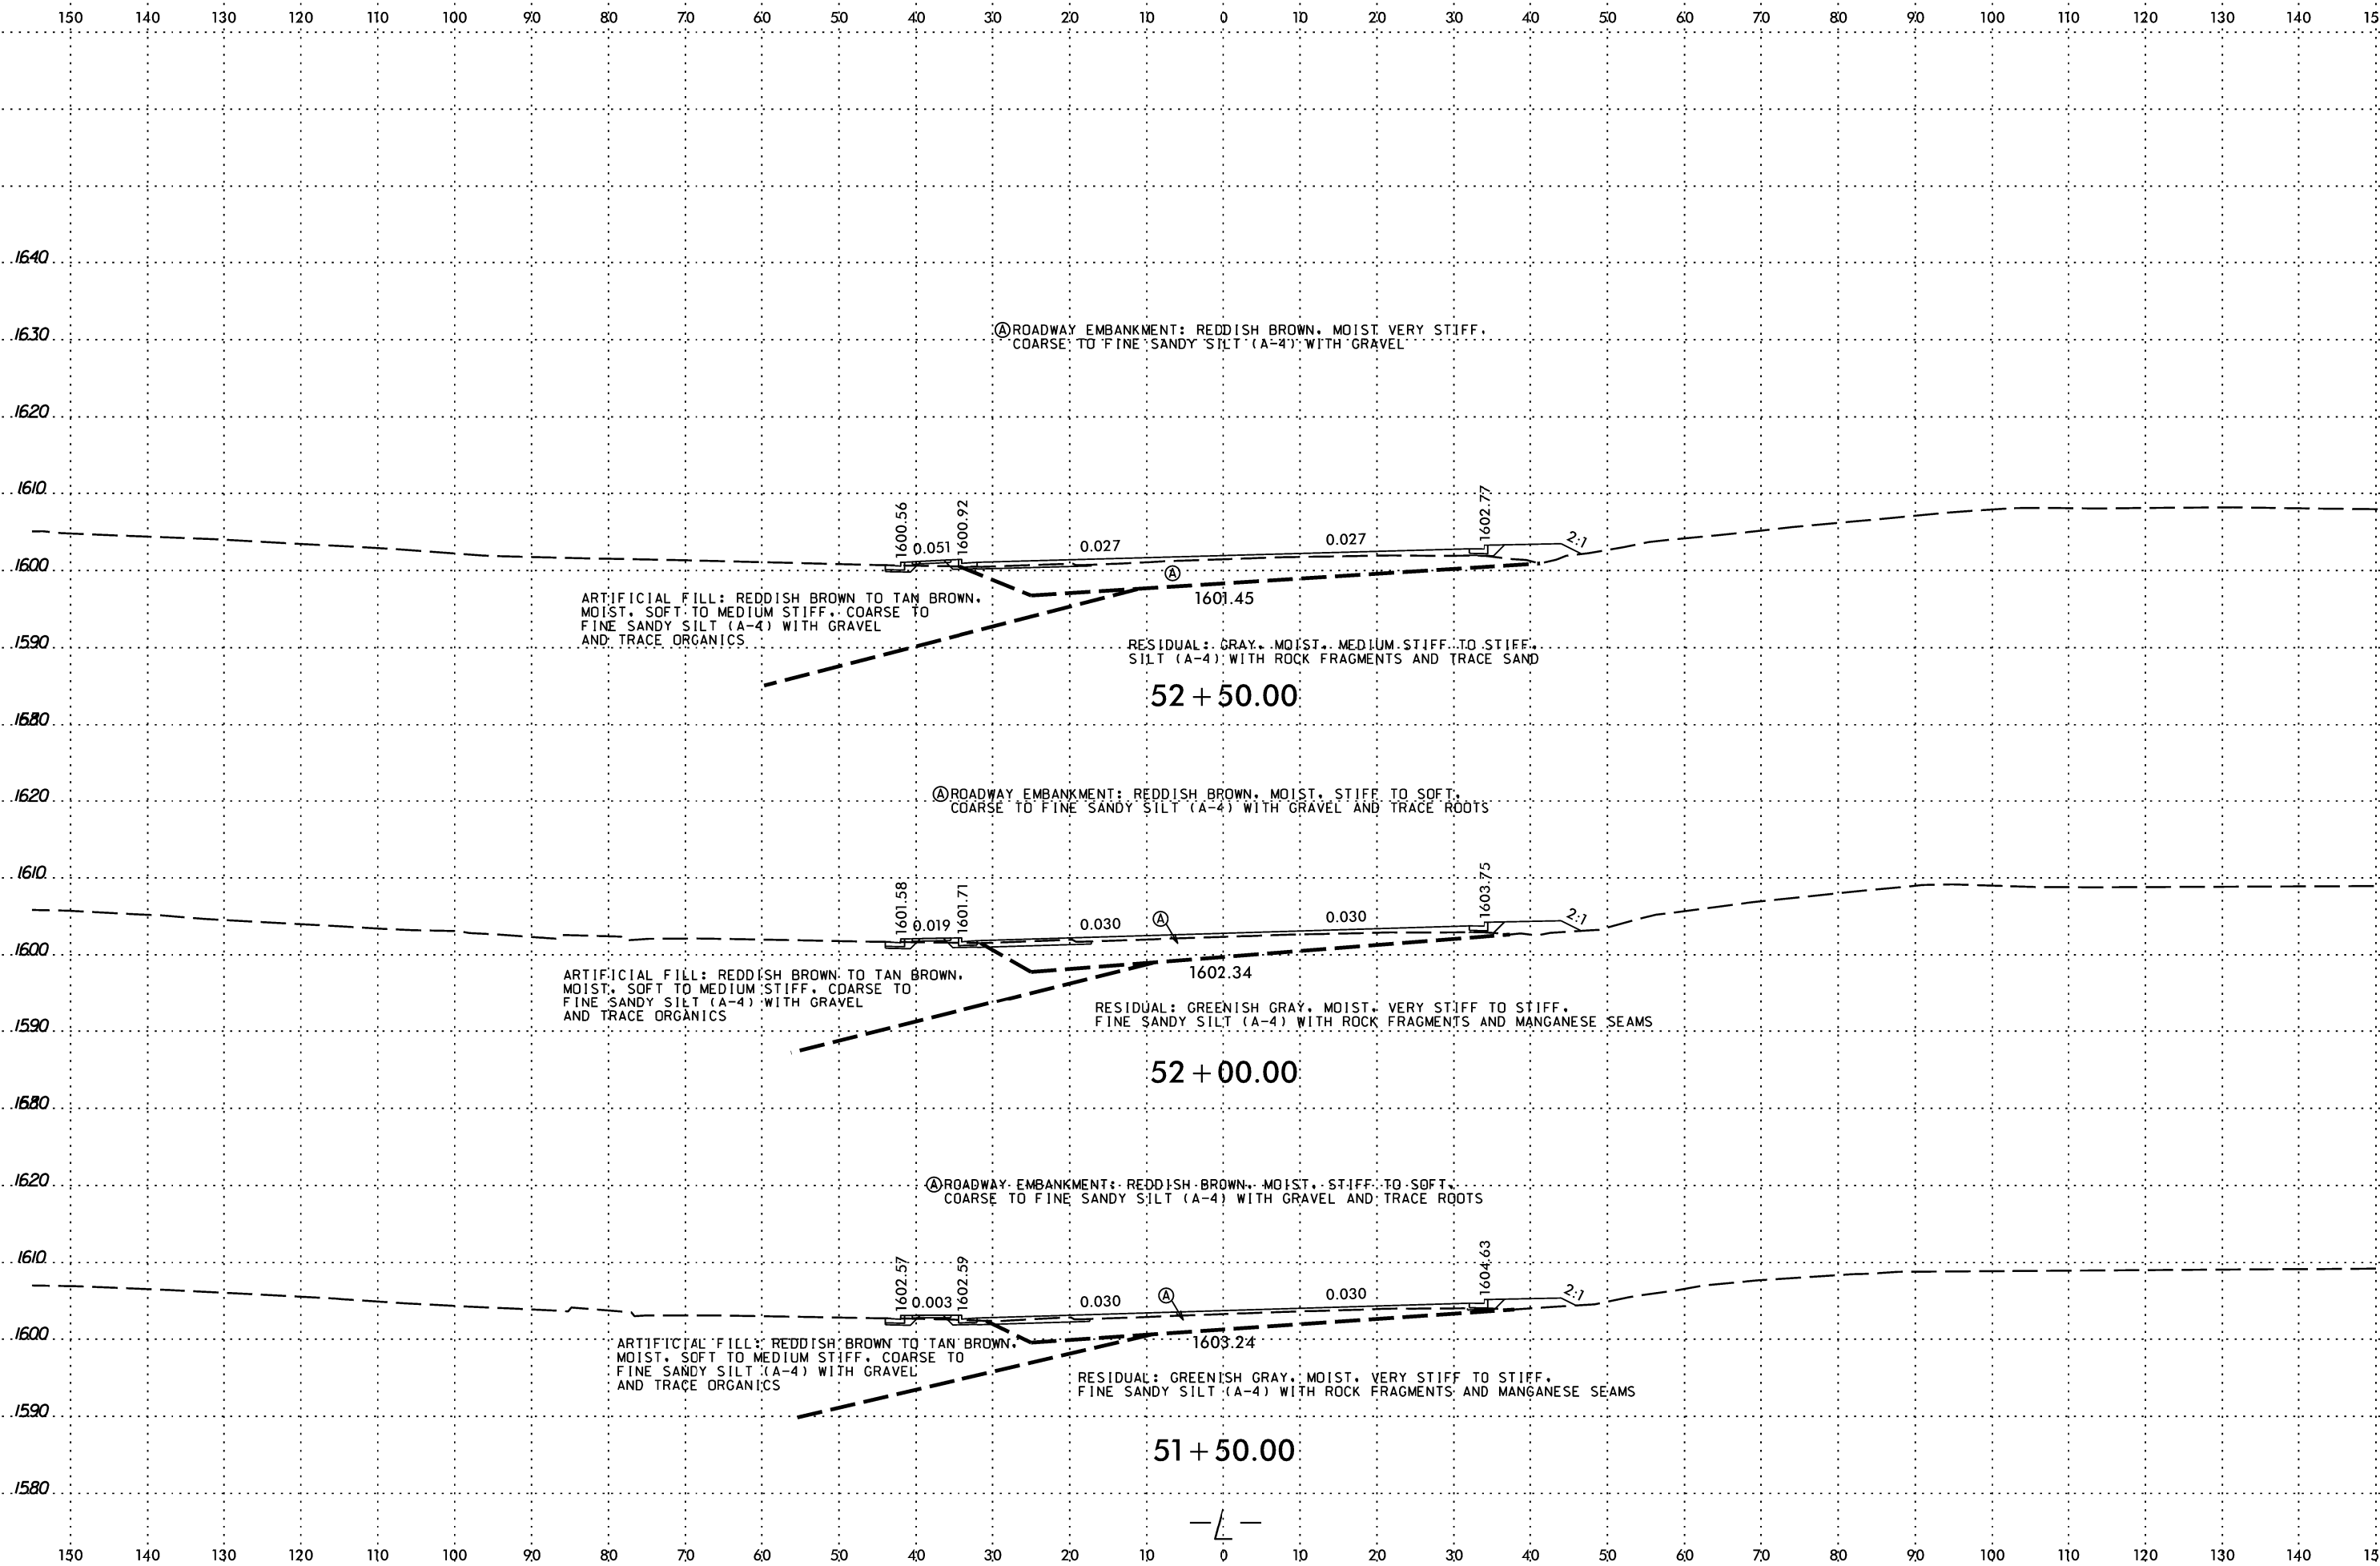 150 140 130 120 110 100 90 80 70 60 50 40 30 20 10 0 10 20 30 40 50 60 70 80 90 100 110 120 130 140 15
1640
1630
ⒶROADWAY EMBANKMENT: REDDISH BROWN, MOIST VERY STIFF,
COARSE TO FINE SANDY SILT (A-4) WITH GRAVEL
1620
1610
1600.56
1600.92
1602.77
0.051
0.027
0.027
2:1
1600
Ⓐ
1601.45
ARTIFICIAL FILL: REDDISH BROWN TO TAN BROWN,
MOIST, SOFT TO MEDIUM STIFF, COARSE TO
FINE SANDY SILT (A-4) WITH GRAVEL
AND TRACE ORGANICS
1590
RESIDUAL: GRAY, MOIST, MEDIUM STIFF TO STIFF,
SILT (A-4) WITH ROCK FRAGMENTS AND TRACE SAND
52+50.00
1620
ⒶROADWAY EMBANKMENT: REDDISH BROWN, MOIST, STIFF TO SOFT,
COARSE TO FINE SANDY SILT (A-4) WITH GRAVEL AND TRACE ROOTS
1610
1601.58
1601.71
1603.75
0.019
0.030
Ⓐ
0.030
2:1
1600
1602.34
ARTIFICIAL FILL: REDDISH BROWN TO TAN BROWN,
MOIST, SOFT TO MEDIUM STIFF, COARSE TO
FINE SANDY SILT (A-4) WITH GRAVEL
AND TRACE ORGANICS
1590
RESIDUAL: GREENISH GRAY, MOIST, VERY STIFF TO STIFF,
FINE SANDY SILT (A-4) WITH ROCK FRAGMENTS AND MANGANESE SEAMS
52+00.00
1620
ⒶROADWAY EMBANKMENT: REDDISH BROWN, MOIST, STIFF TO SOFT,
COARSE TO FINE SANDY SILT (A-4) WITH GRAVEL AND TRACE ROOTS
1610
1602.57
1602.59
1604.63
0.003
0.030
Ⓐ
0.030
2:1
1600
1603.24
ARTIFICIAL FILL: REDDISH BROWN TO TAN BROWN,
MOIST, SOFT TO MEDIUM STIFF, COARSE TO
FINE SANDY SILT (A-4) WITH GRAVEL
AND TRACE ORGANICS
RESIDUAL: GREENISH GRAY, MOIST, VERY STIFF TO STIFF,
FINE SANDY SILT (A-4) WITH ROCK FRAGMENTS AND MANGANESE SEAMS
1590
51+50.00
1580
-L-
150 140 130 120 110 100 90 80 70 60 50 40 30 20 10 0 10 20 30 40 50 60 70 80 90 100 110 120 130 140 15